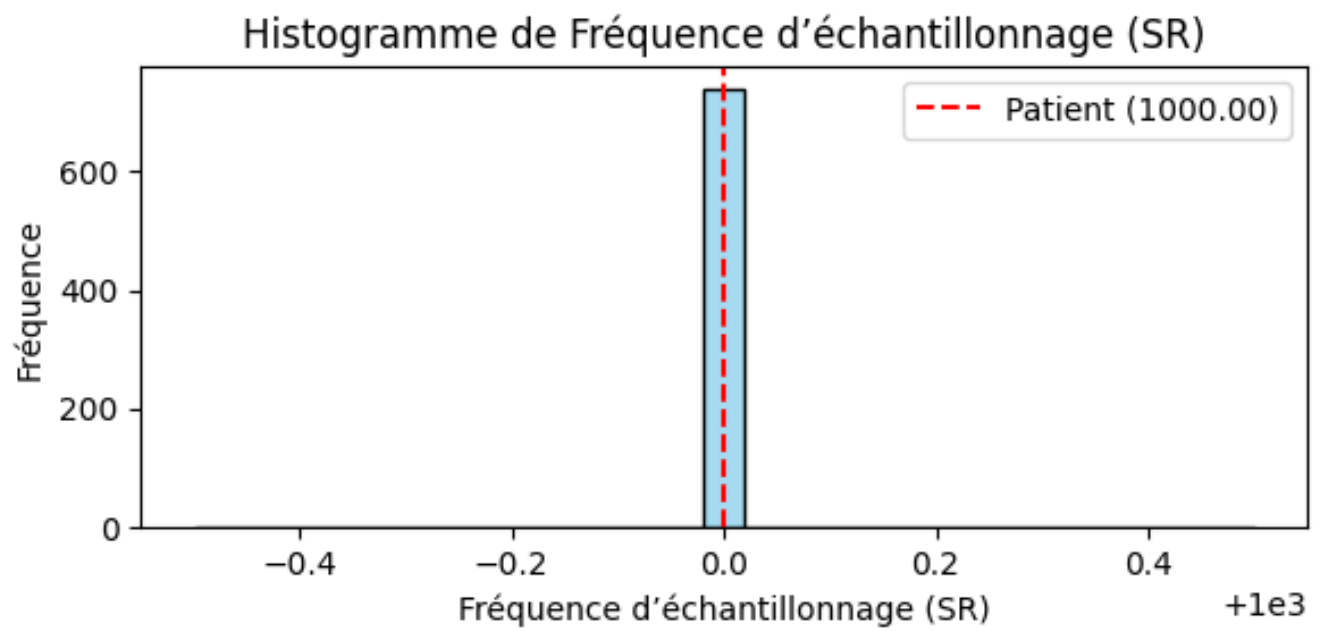 Histogramme de Fréquence d’échantillonnage (SR)
Patient (1000.00)
Fréquence
600
400
200
0
−0.4 −0.2 0.0 0.2 0.4
Fréquence d’échantillonnage (SR)
+1e3